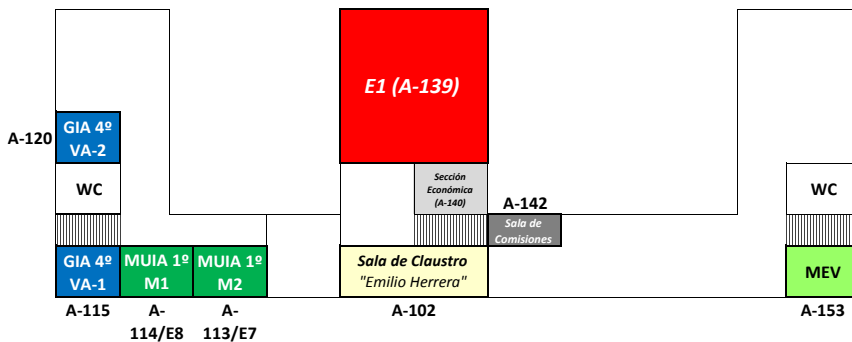 E1 (A-139)
A-120
GIA 4º
VA-2
WC
Sección
Económica
(A-140)
A-142
Sala de
Comisiones
WC
GIA 4º
VA-1
MUIA 1º
M1
MUIA 1º
M2
Sala de Claustro
"Emilio Herrera"
MEV
A-115
A-
114/E8
A-
113/E7
A-102
A-153